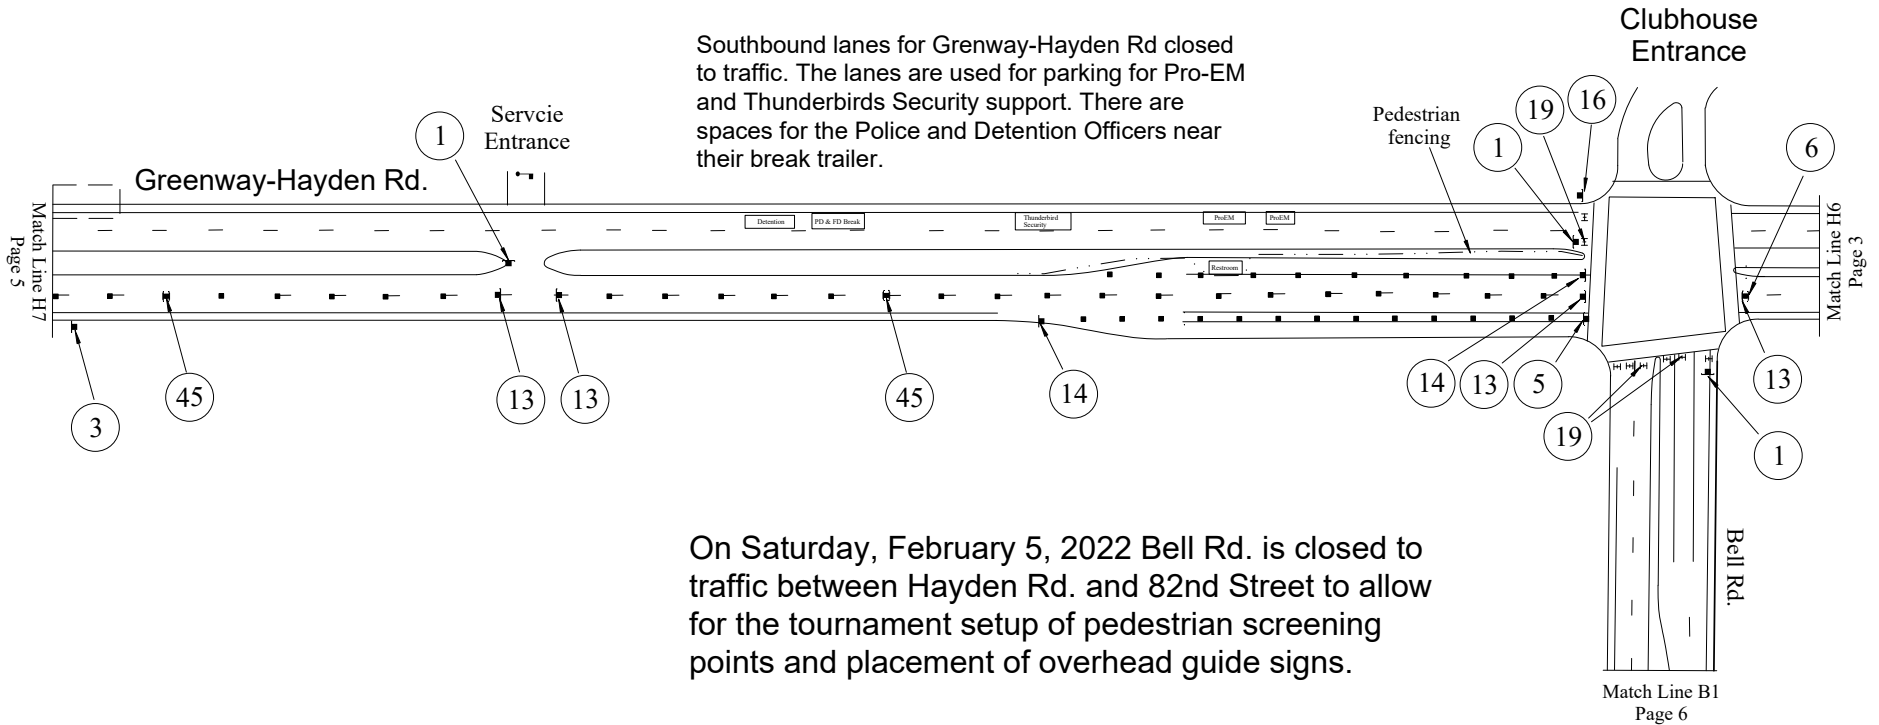 Clubhouse
Entrance
Southbound lanes for Grenway-Hayden Rd closed
to traffic. The lanes are used for parking for Pro-EM
and Thunderbirds Security support. There are
spaces for the Police and Detention Officers near
their break trailer.
1
Servcie
Entrance
Pedestrian
fencing
1
19
16
6
Greenway-Hayden Rd.
Match Line H7
Page 5
Detention
PD & FD Break
Thunderbird
Security
ProEM
ProEM
Restroom
Match Line H6
Page 3
3
45
13
13
45
14
14
13
5
13
19
1
On Saturday, February 5, 2022 Bell Rd. is closed to
traffic between Hayden Rd. and 82nd Street to allow
for the tournament setup of pedestrian screening
points and placement of overhead guide signs.
Bell Rd.
Match Line B1
Page 6